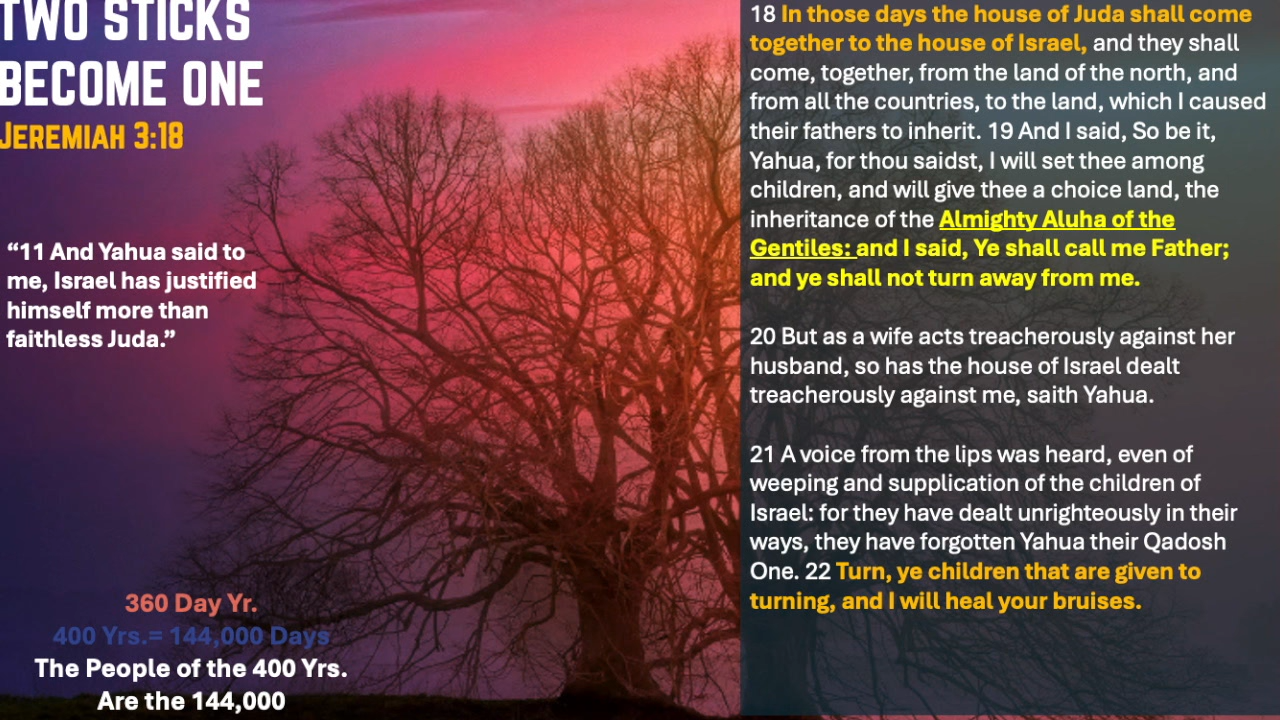 TWO STICKS
BECOME ONE
JEREMIAH 3:18
“11 And Yahua said to
me, Israel has justified
himself more than
faithless Juda.”
360 Day Yr.
400 Yrs.= 144,000 Days
The People of the 400 Yrs.
Are the 144,000
18 In those days the house of Juda shall come
together to the house of Israel, and they shall
come, together, from the land of the north, and
from all the countries, to the land, which I caused
their fathers to inherit. 19 And I said, So be it,
Yahua, for thou saidst, I will set thee among
children, and will give thee a choice land, the
inheritance of the Almighty Aluha of the
Gentiles: and I said, Ye shall call me Father;
and ye shall not turn away from me.
20 But as a wife acts treacherously against her
husband, so has the house of Israel dealt
treacherously against me, saith Yahua.
21 A voice from the lips was heard, even of
weeping and supplication of the children of
Israel: for they have dealt unrighteously in their
ways, they have forgotten Yahua their Qadosh
One. 22 Turn, ye children that are given to
turning, and I will heal your bruises.